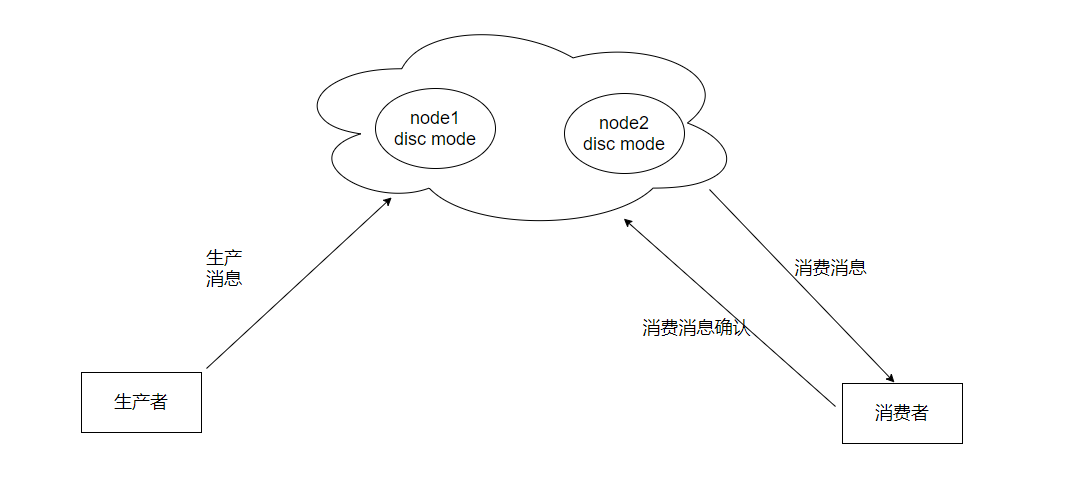 node1
disc mode
node2
disc mode
生产
消息
消费消息
消费消息确认
生产者
消费者